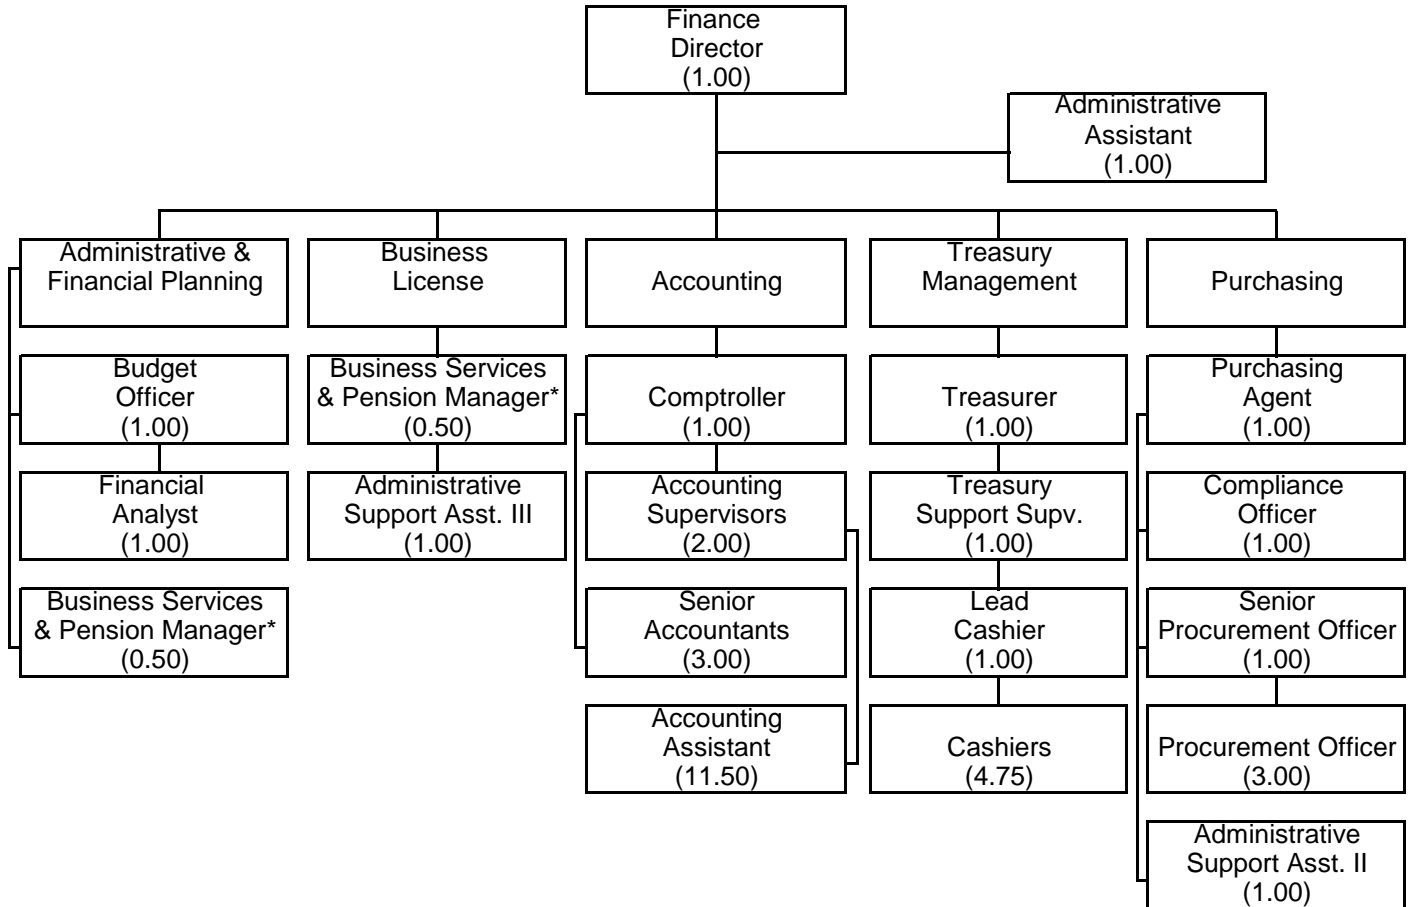 Finance
Director
(1.00)
Administrative
Assistant
(1.00)
Administrative &
Financial Planning
Business
License
Accounting
Treasury
Management
Purchasing
Budget
Officer
(1.00)
Business Services
& Pension Manager*
(0.50)
Comptroller
(1.00)
Treasurer
(1.00)
Purchasing
Agent
(1.00)
Financial
Analyst
(1.00)
Administrative
Support Asst. III
(1.00)
Accounting
Supervisors
(2.00)
Treasury
Support Supv.
(1.00)
Compliance
Officer
(1.00)
Business Services
& Pension Manager*
(0.50)
Senior
Accountants
(3.00)
Lead
Cashier
(1.00)
Senior
Procurement Officer
(1.00)
Accounting
Assistant
(11.50)
Cashiers
(4.75)
Procurement Officer
(3.00)
Administrative
Support Asst. II
(1.00)